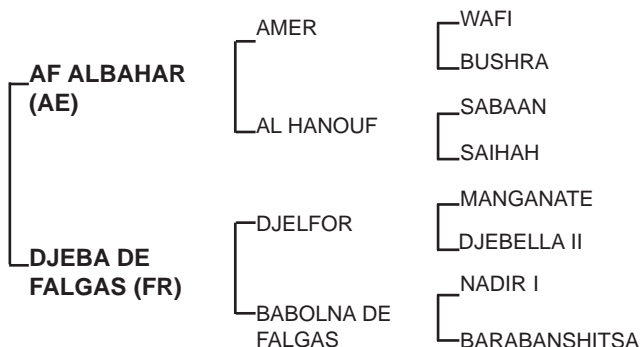 AF ALBAHAR
(AE)
DJEBA DE
FALGAS (FR)
AMER
AL HANOUF
DJELFOR
BABOLNA DE
FALGAS
WAFI
BUSHRA
SABAAN
SAIHAH
MANGANATE
DJEBELLA II
NADIR I
BARABANSHITSA